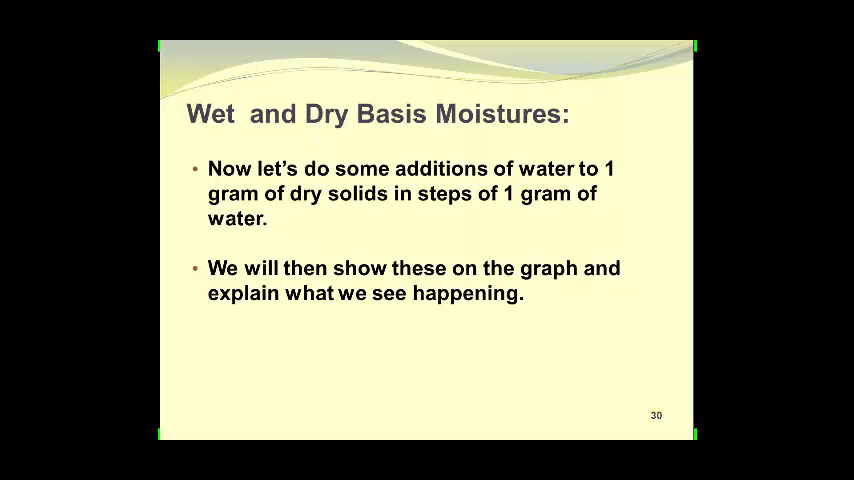 Wet and Dry Basis Moistures:
• Now let's do some additions of water to 1
gram of dry solids in steps of 1 gram of
water.
• We will then show these on the graph and
explain what we see happening.
30